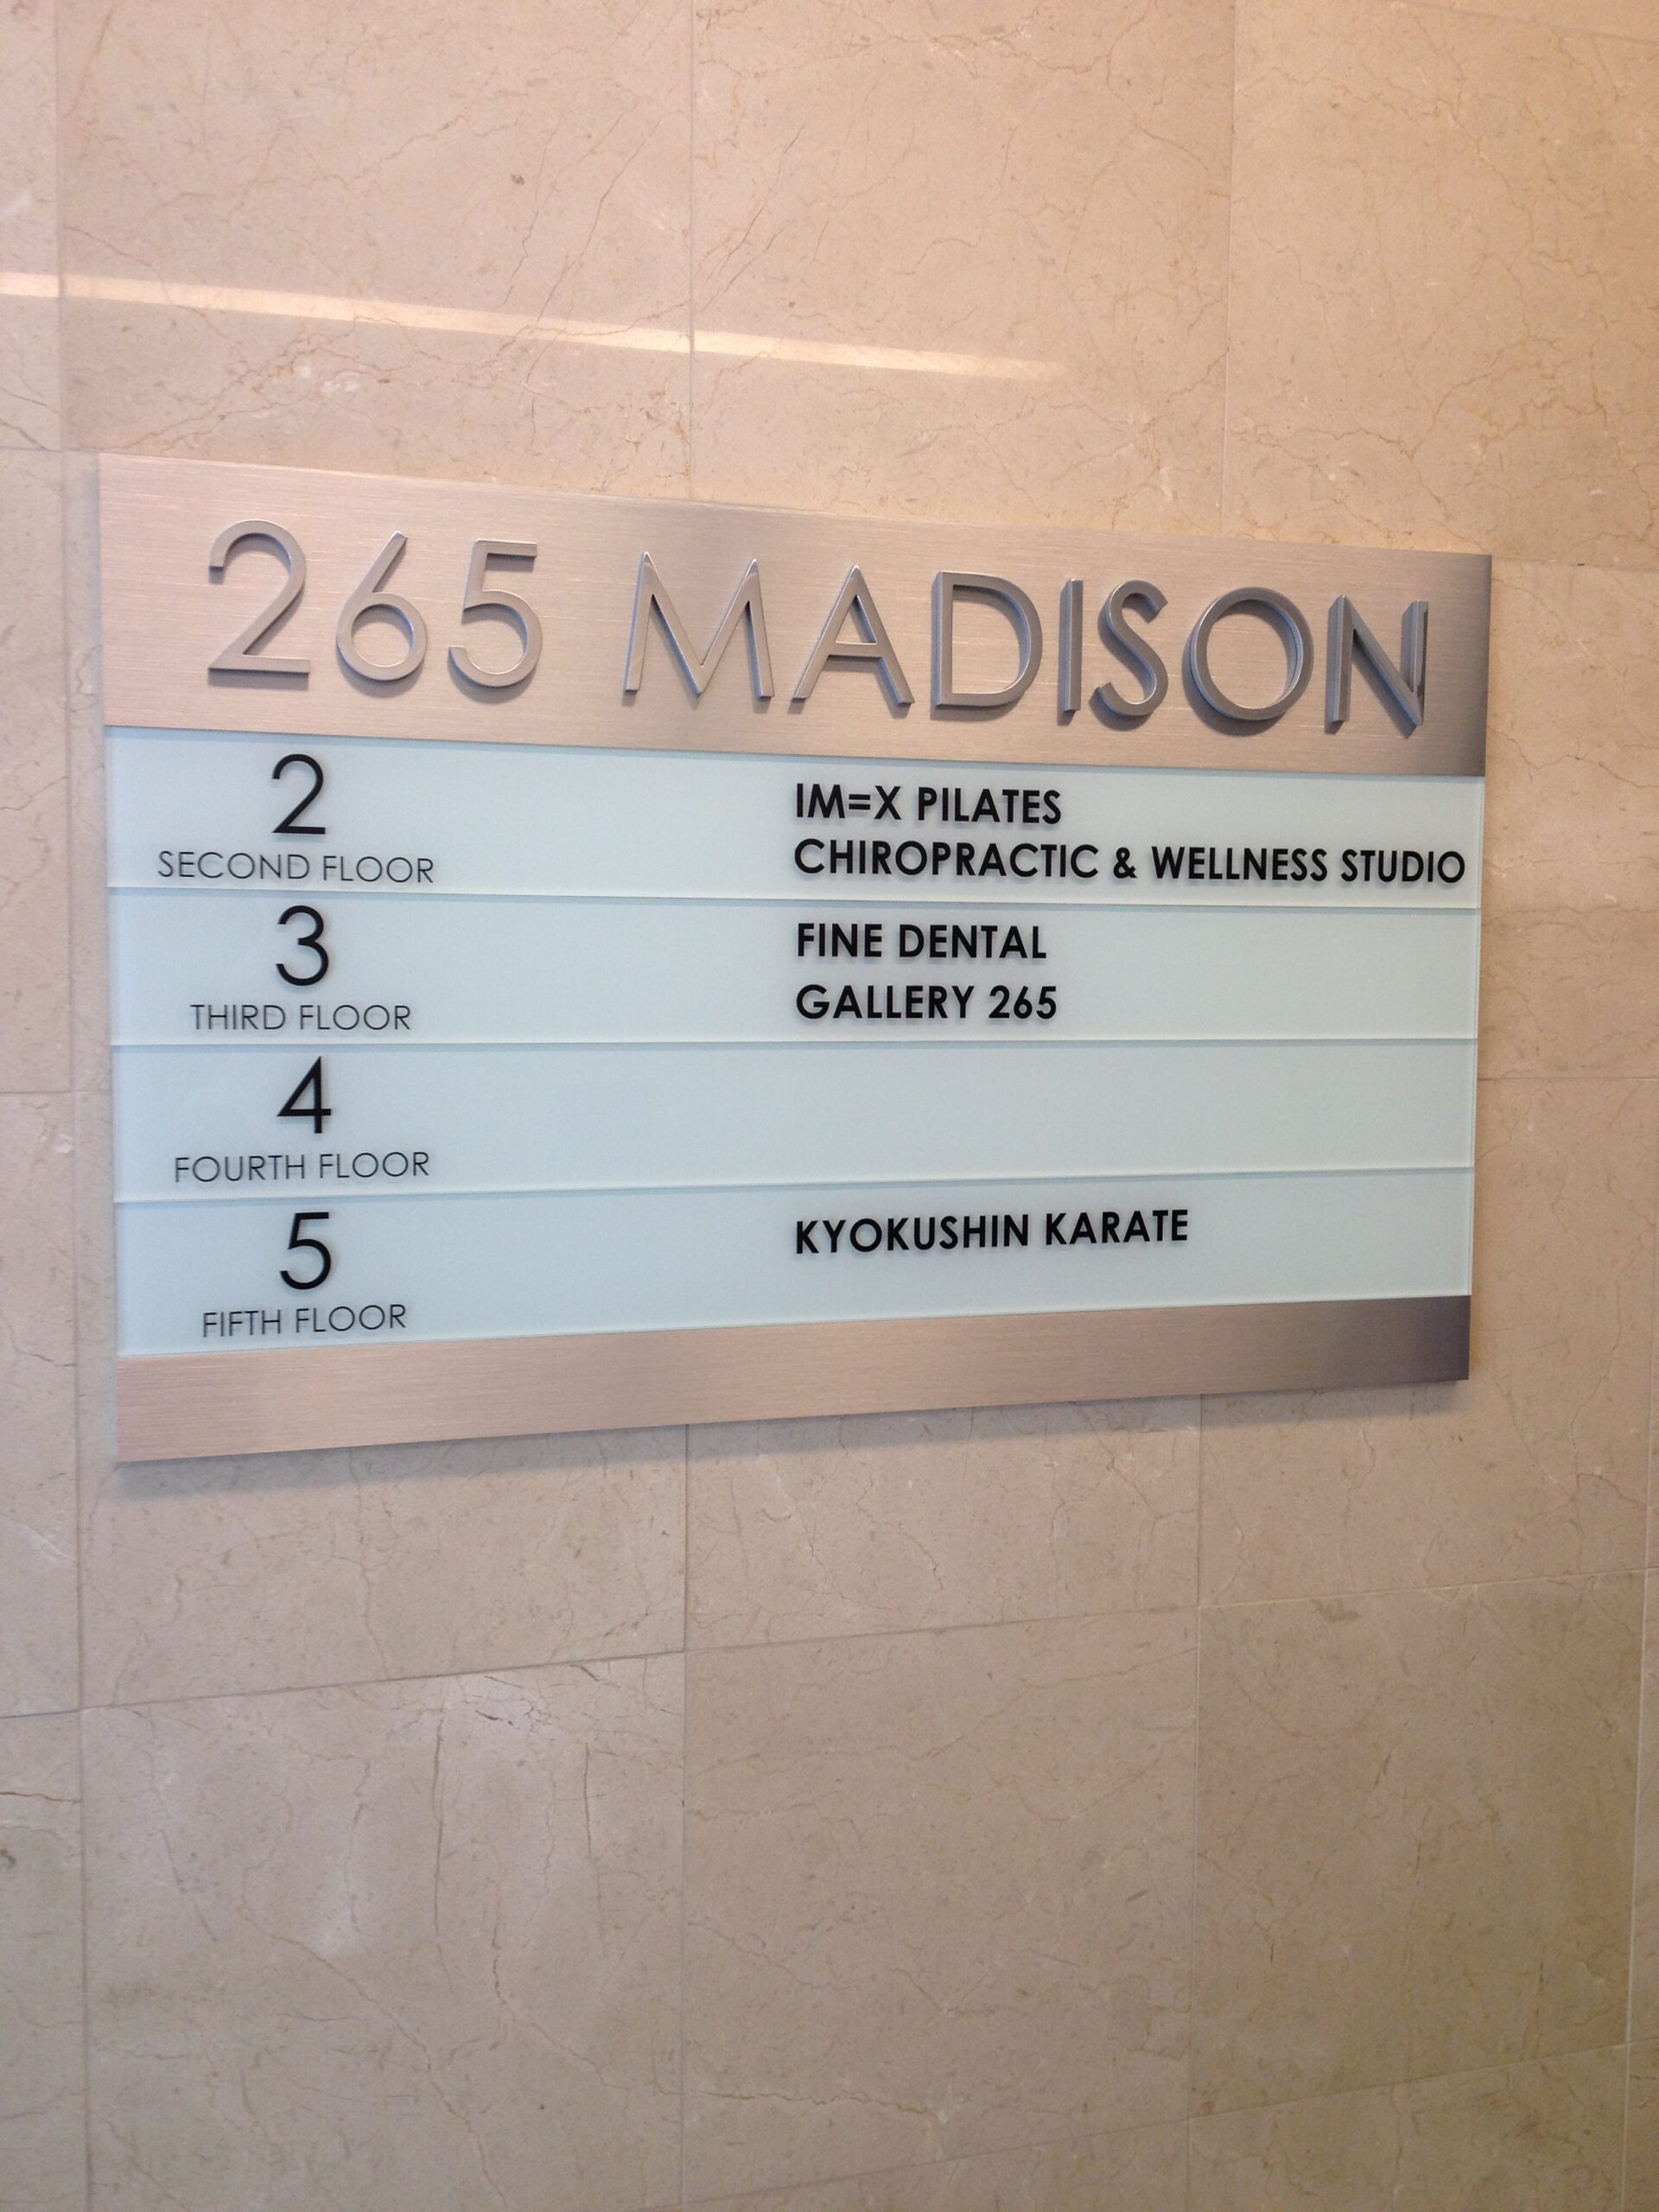 265 MADISON
2
SECOND FLOOR
IM=X PILATES
CHIROPRACTIC & WELLNESS STUDIO
3
THIRD FLOOR
FINE DENTAL
GALLERY 265
4
FOURTH FLOOR
5
FIFTH FLOOR
KYOKUSHIN KARATE